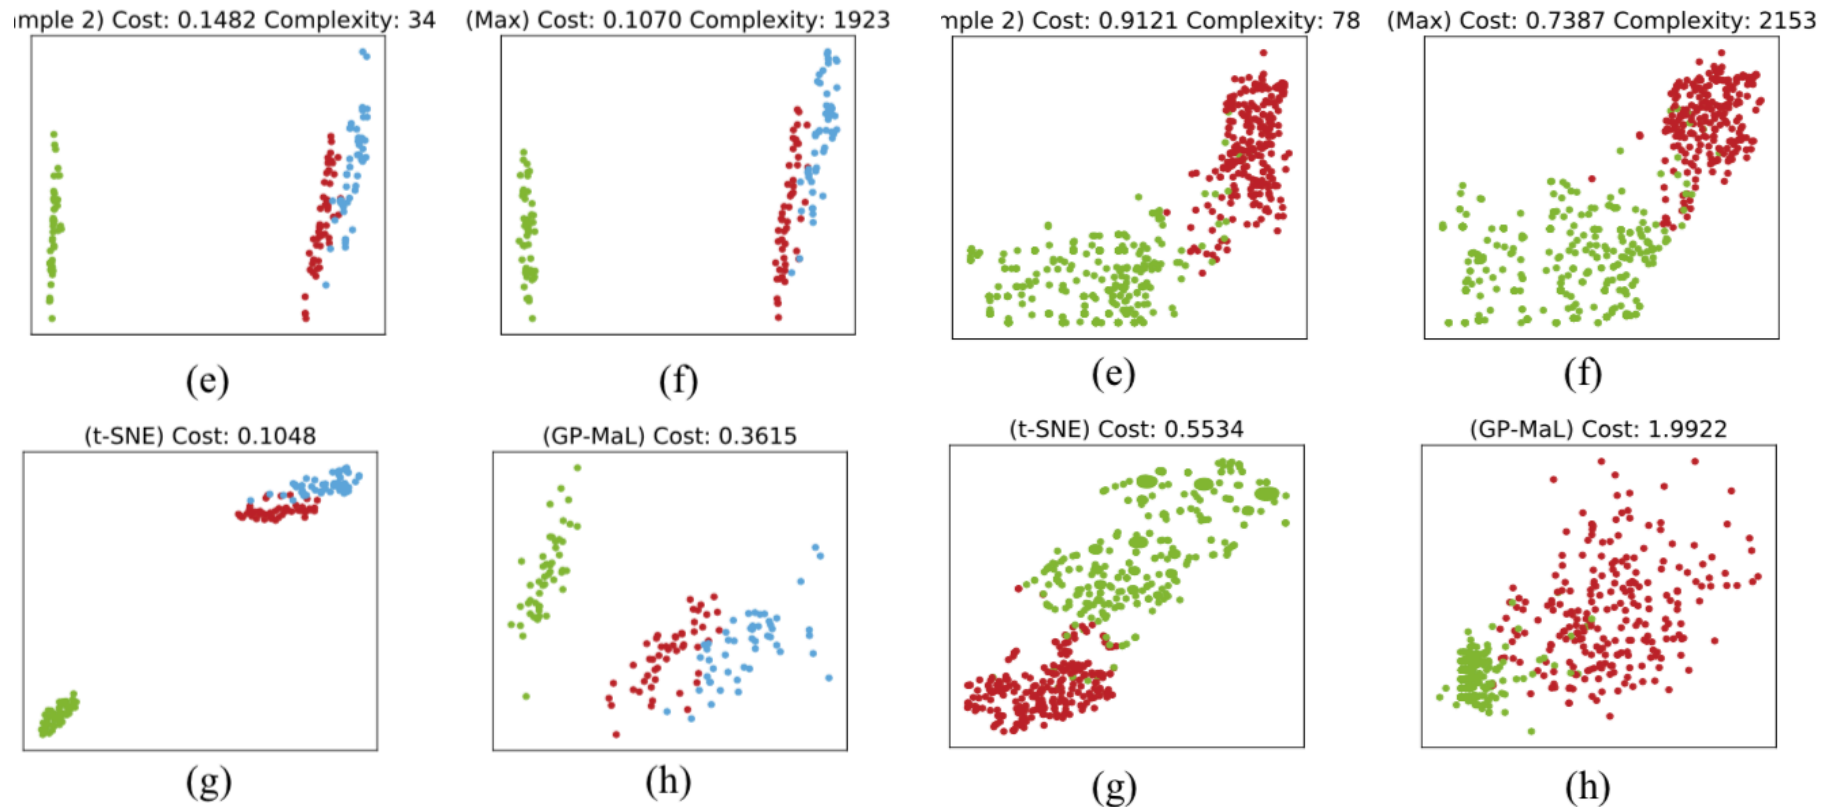 mple 2) Cost: 0.1482 Complexity: 34
(Max) Cost: 0.1070 Complexity: 1923
mple 2) Cost: 0.9121 Complexity: 78
(Max) Cost: 0.7387 Complexity: 2153
(e)
(f)
(e)
(f)
(t-SNE) Cost: 0.1048
(GP-MaL) Cost: 0.3615
(t-SNE) Cost: 0.5534
(GP-MaL) Cost: 1.9922
(g)
(h)
(g)
(h)